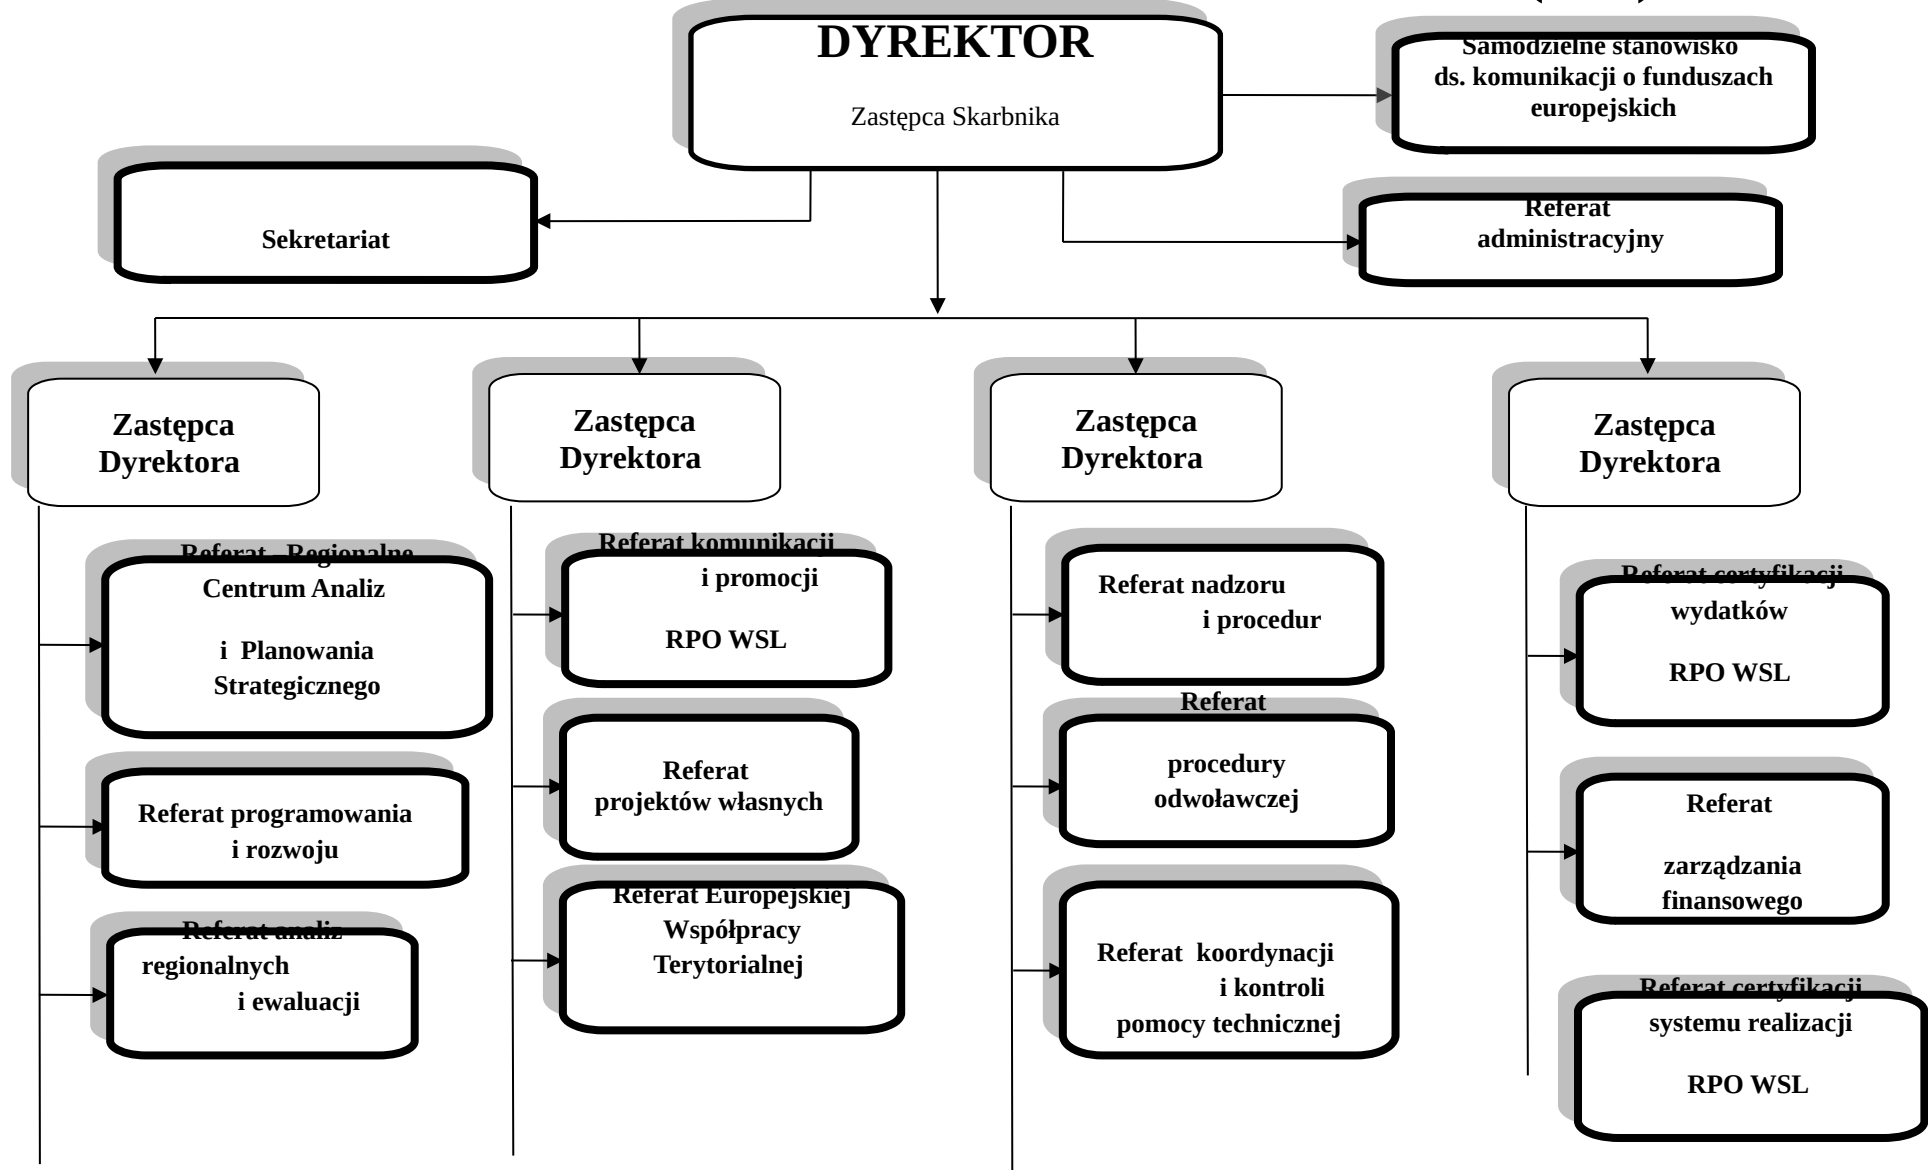 DYREKTOR
Zastępca Skarbnika
Samodzielne stanowisko
ds. komunikacji o funduszach
europejskich
Sekretariat
Referat
administracyjny
Zastępca
Dyrektora
Zastępca
Dyrektora
Zastępca
Dyrektora
Zastępca
Dyrektora
Referat –Regionalne
Centrum Analiz
i  Planowania
Strategicznego
Referat programowania
i rozwoju
Referat analiz
regionalnych
i ewaluacji
Referat komunikacji
i promocji
RPO WSL
Referat
projektów własnych
Referat Europejskiej
Współpracy
Terytorialnej
Referat nadzoru
i procedur
Referat
procedury
odwoławczej
Referat  koordynacji
i kontroli
pomocy technicznej
Referat certyfikacji
wydatków
RPO WSL
Referat
zarządzania
finansowego
Referat certyfikacji
systemu realizacji
RPO WSL